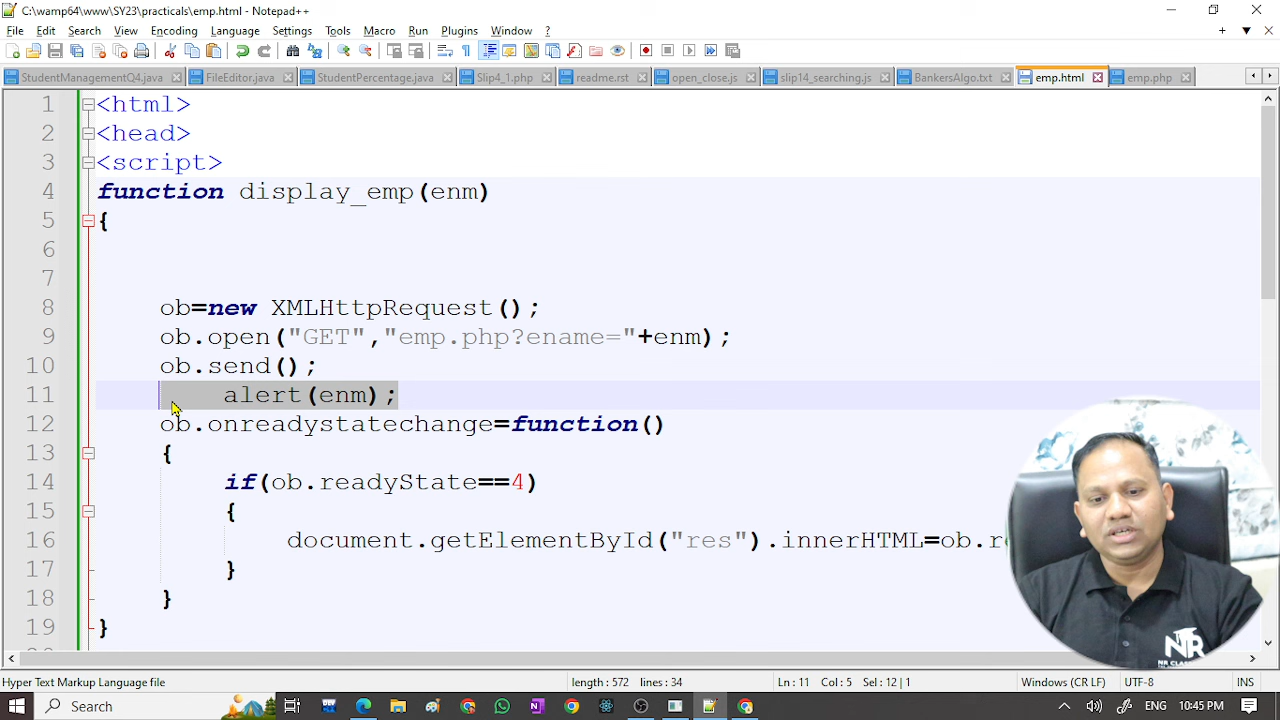 C:\wamp64\www\SY23\practicals\emp.html - Notepad++
File Edit Search View Encoding Language Settings Tools Macro Run Plugins Window ?
StudentManagementQ4.java FileEditor.java StudentPercentage.java Slip4_1.php readme.rst open_close.js slip14_searching.js BankersAlgo.txt emp.html emp.php
1 <html>
2 <head>
3 <script>
4 function display_emp(enm)
5 {
6
7
8 ob=new XMLHttpRequest();
9 ob.open("GET","emp.php?ename="+enm);
10 ob.send();
11 alert(enm);
12 ob.onreadystatechange=function()
13 {
14 if(ob.readyState==4)
15 {
16 document.getElementById("res").innerHTML=ob.re
17 }
18 }
19 }
NR
NR CLASSES
Hyper Text Markup Language file length : 572 lines : 34 Ln : 11 Col : 5 Sel : 12 | 1 Windows (CR LF) UTF-8 INS
Search ENG 10:45 PM